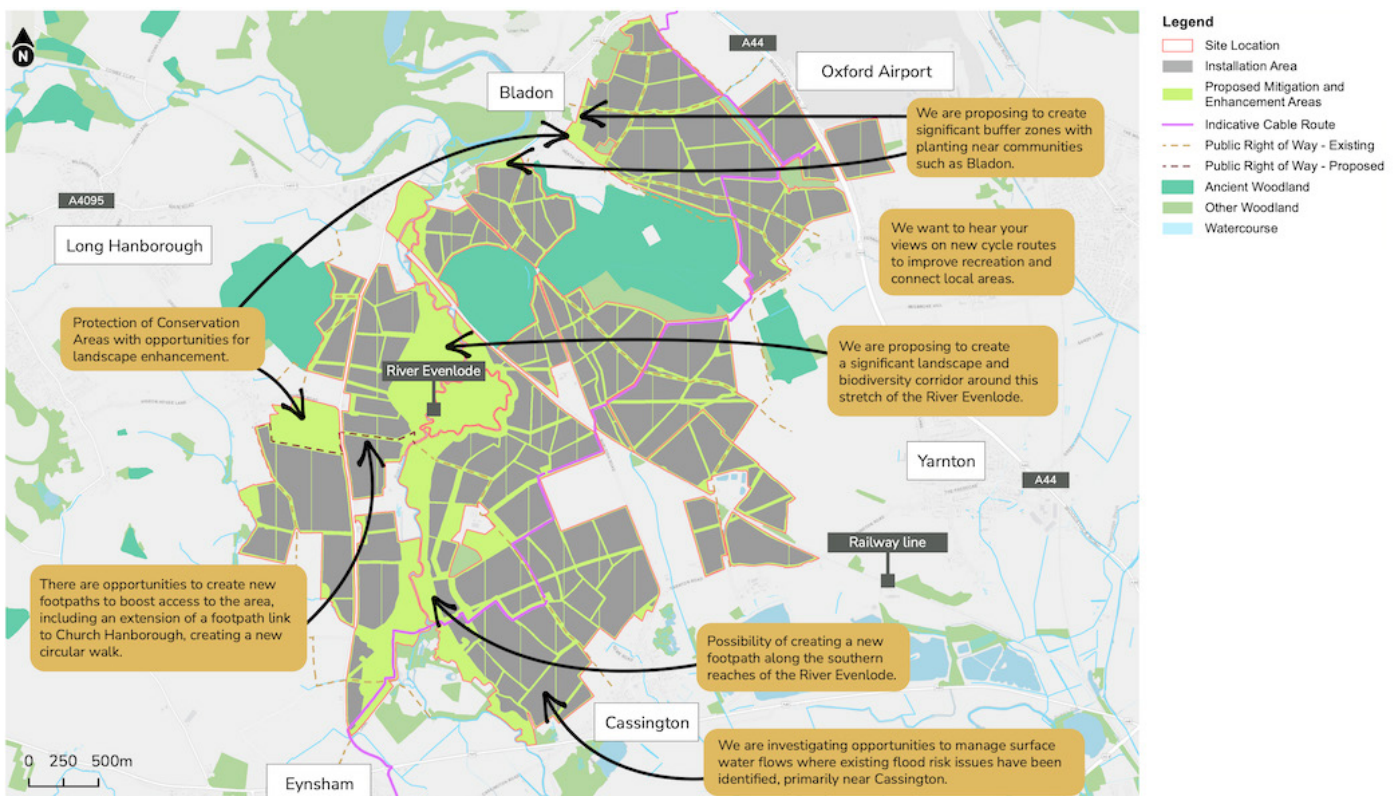 N
A44
Oxford Airport
Bladon
We are proposing to create
significant buffer zones with
planting near communities
such as Bladon.
A4095
Long Hanborough
We want to hear your
views on new cycle routes
to improve recreation and
connect local areas.
Protection of Conservation
Areas with opportunities for
landscape enhancement.
River Evenlode
We are proposing to create
a significant landscape and
biodiversity corridor around this
stretch of the River Evenlode.
Yarnton
A44
Railway line
There are opportunities to create new
footpaths to boost access to the area,
including an extension of a footpath link
to Church Hanborough, creating a new
circular walk.
Possibility of creating a new
footpath along the southern
reaches of the River Evenlode.
Cassington
We are investigating opportunities to manage surface
water flows where existing flood risk issues have been
identified, primarily near Cassington.
0 250 500m
Eynsham
Legend
Site Location
Installation Area
Proposed Mitigation and
Enhancement Areas
Indicative Cable Route
Public Right of Way - Existing
Public Right of Way - Proposed
Ancient Woodland
Other Woodland
Watercourse